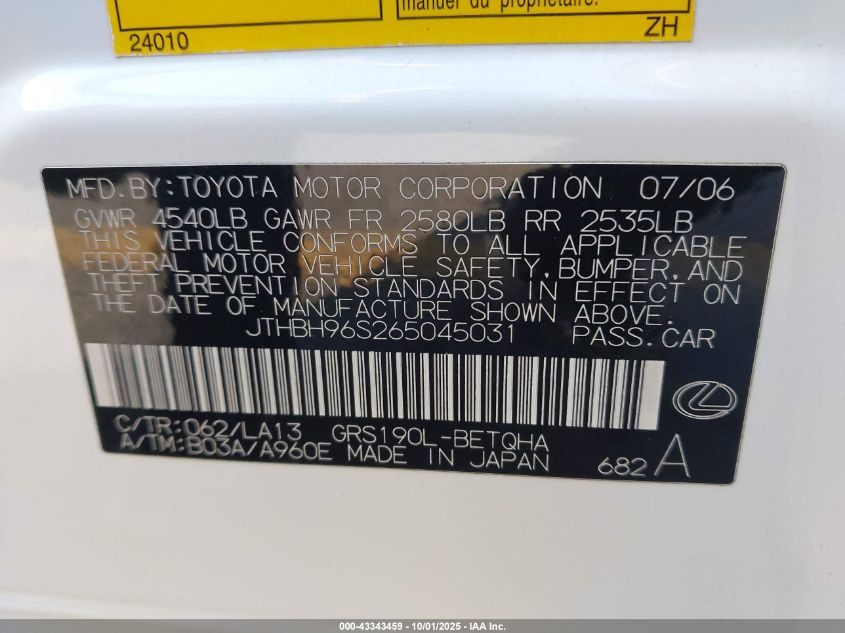 manuel du propriétaire.
24010 ZH
MFD.BY:TOYOTA MOTOR CORPORATION 07/06
GVWR 4540LB GAWR FR 2580LB RR 2535LB
THIS VEHICLE CONFORMS TO ALL APPLICABLE
FEDERAL MOTOR VEHICLE SAFETY,BUMPER,AND
THEFT PREVENTION STANDARDS IN EFFECT ON
THE DATE OF MANUFACTURE SHOWN ABOVE.
JTHBH96S265045031 PASS.CAR
C/TR:062/LA13 GRS190L-BETQHA
A/TM:B03A/A960E MADE IN JAPAN 682 A
000-43343459 - 10/01/2025 - IAA Inc.